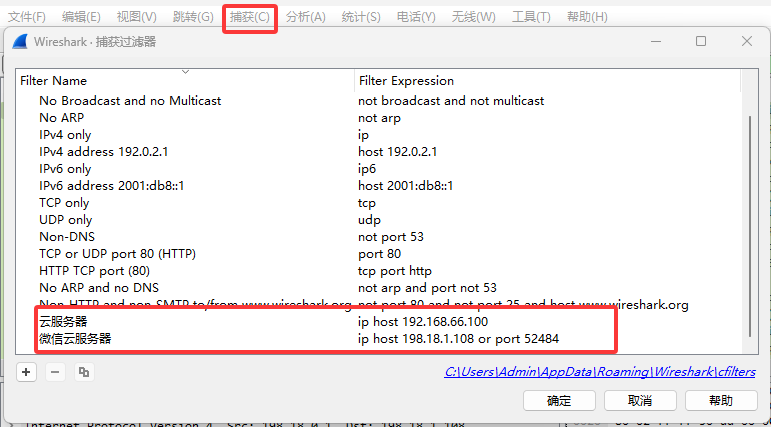 文件(F) 编辑(E) 视图(V) 跳转(G) 捕获(C) 分析(A) 统计(S) 电话(Y) 无线(W) 工具(T) 帮助(H)
Wireshark · 捕获过滤器
Filter Name Filter Expression
No Broadcast and no Multicast not broadcast and not multicast
No ARP not arp
IPv4 only ip
IPv4 address 192.0.2.1 host 192.0.2.1
IPv6 only ip6
IPv6 address 2001:db8::1 host 2001:db8::1
TCP only tcp
UDP only udp
Non-DNS not port 53
TCP or UDP port 80 (HTTP) port 80
HTTP TCP port (80) tcp port http
No ARP and no DNS not arp and port not 53
Non-HTTP and non-SMTP to/from www.wireshark.org not port 80 and not port 25 and host www.wireshark.org
云服务器 ip host 192.168.66.100
微信云服务器 ip host 198.18.1.108 or port 52484
C:\Users\Admin\AppData\Roaming\Wireshark\cfilters
确定 取消 帮助
Internet Protocol Version 4, Src: 198.18.0.1, Dst: 198.18.1.108